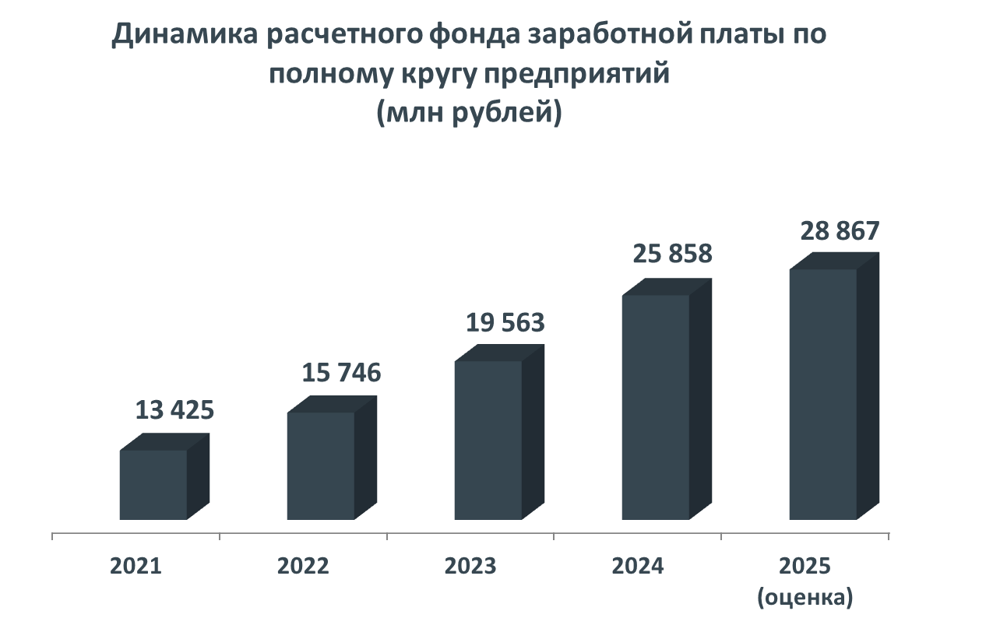 Динамика расчетного фонда заработной платы по
полному кругу предприятий
(млн рублей)
28 867
25 858
19 563
15 746
13 425
2021
2022
2023
2024
2025
(оценка)